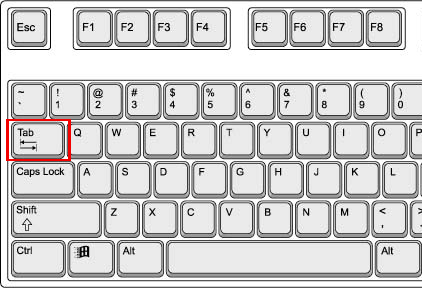 Esc F1 F2 F3 F4 F5 F6 F7 F8
~ ! @ # $ % ^ & * ( )
` 1 2 3 4 5 6 7 8 9 0
Tab Q W E R T Y U I O P
Caps Lock A S D F G H J K L
Shift Z X C V B N M < >
, .
Ctrl Alt Alt